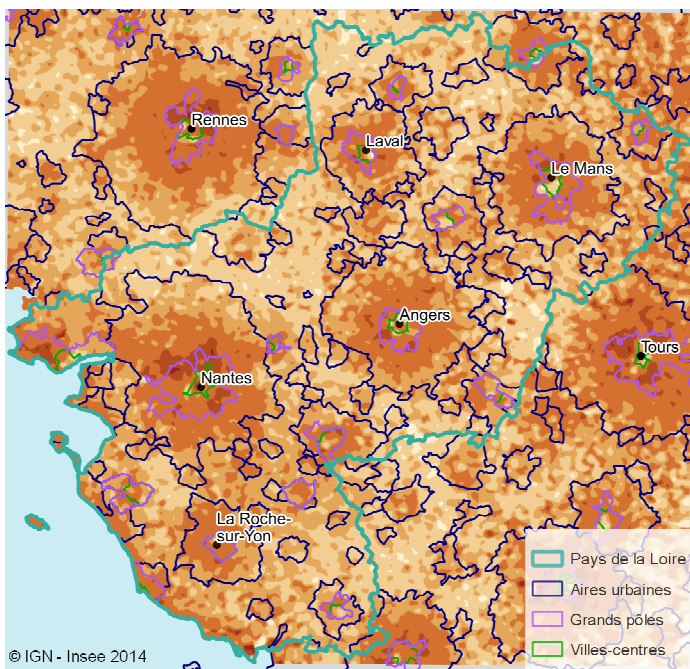 Rennes
Laval
Le Mans
Angers
Tours
Nantes
La Roche-
sur-Yon
Pays de la Loire
Aires urbaines
Grands pôles
Villes-centres
© IGN - Insee 2014